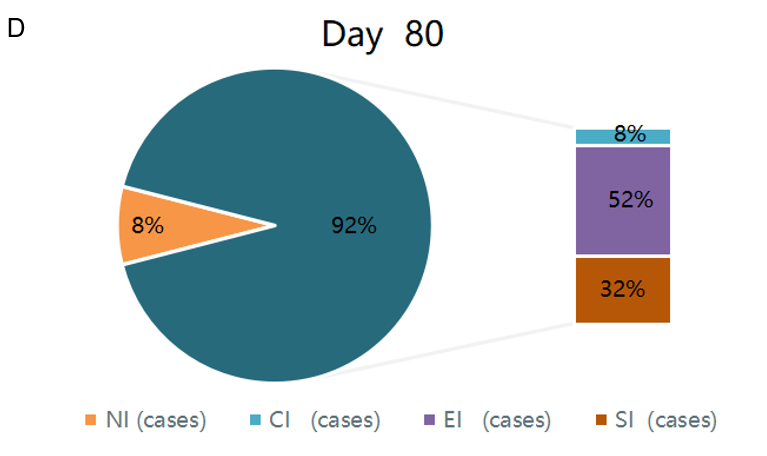 D
Day 80
8%
8%
92%
52%
32%
NI (cases) CI (cases) EI (cases) SI (cases)